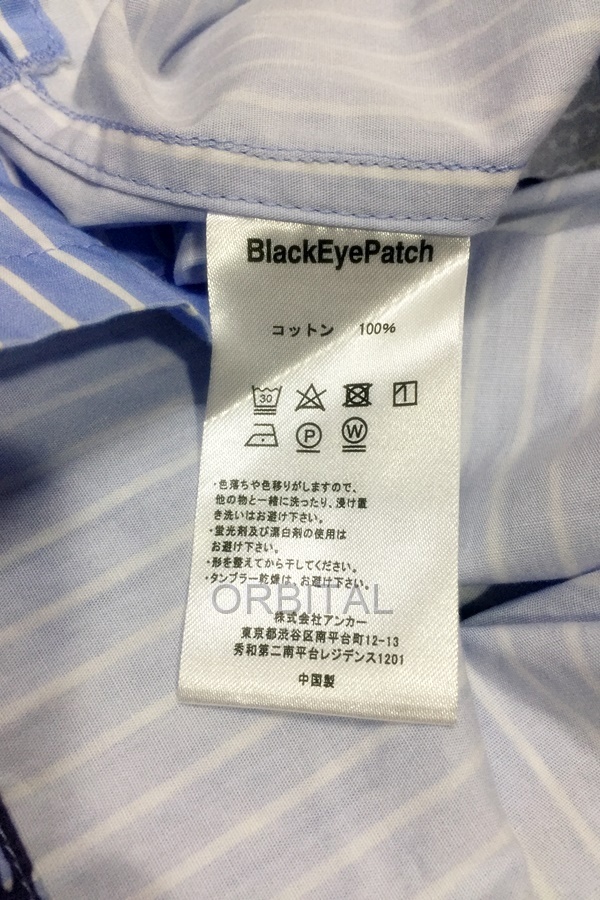 BlackEyePatch
コットン 100%
30
P
W
・色落ちや色移りがしますので、
他の物と一緒に洗ったり、浸け置
き洗いはお避け下さい。
・蛍光剤及び漂白剤の使用は
お避け下さい。
・形を整えてから干してください。
・タンブラー乾燥は、お避け下さい。
ORBITAL
株式会社アンカー
東京都渋谷区南平台町12-13
秀和第二南平台レジデンス1201
中国製